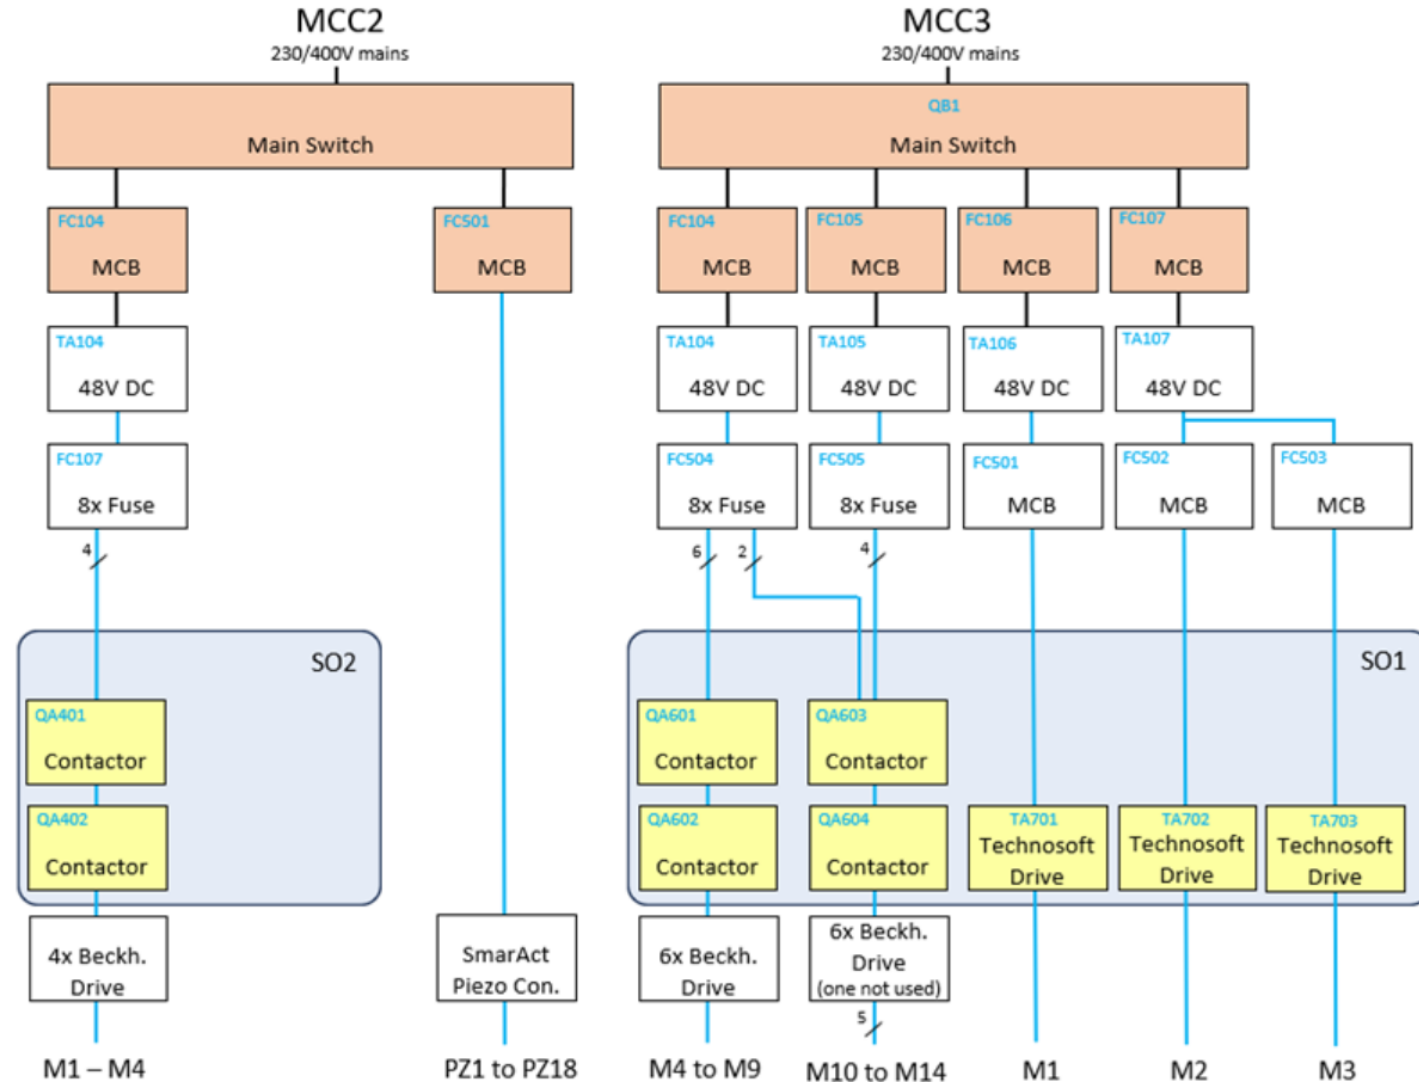 MCC2
230/400V mains
Main Switch
FC104
MCB
FC501
MCB
TA104
48V DC
FC107
8x Fuse
4
SO2
QA401
Contactor
QA402
Contactor
4x Beckh.
Drive
SmarAct
Piezo Con.
M1 – M4
PZ1 to PZ18
MCC3
230/400V mains
QB1
Main Switch
FC104
MCB
FC105
MCB
FC106
MCB
FC107
MCB
TA104
48V DC
TA105
48V DC
TA106
48V DC
TA107
48V DC
FC504
8x Fuse
FC505
8x Fuse
FC501
MCB
FC502
MCB
FC503
MCB
6
2
4
SO1
QA601
Contactor
QA603
Contactor
QA602
Contactor
QA604
Contactor
TA701
Technosoft
Drive
TA702
Technosoft
Drive
TA703
Technosoft
Drive
6x Beckh.
Drive
6x Beckh.
Drive
(one not used)
5
M4 to M9
M10 to M14
M1
M2
M3